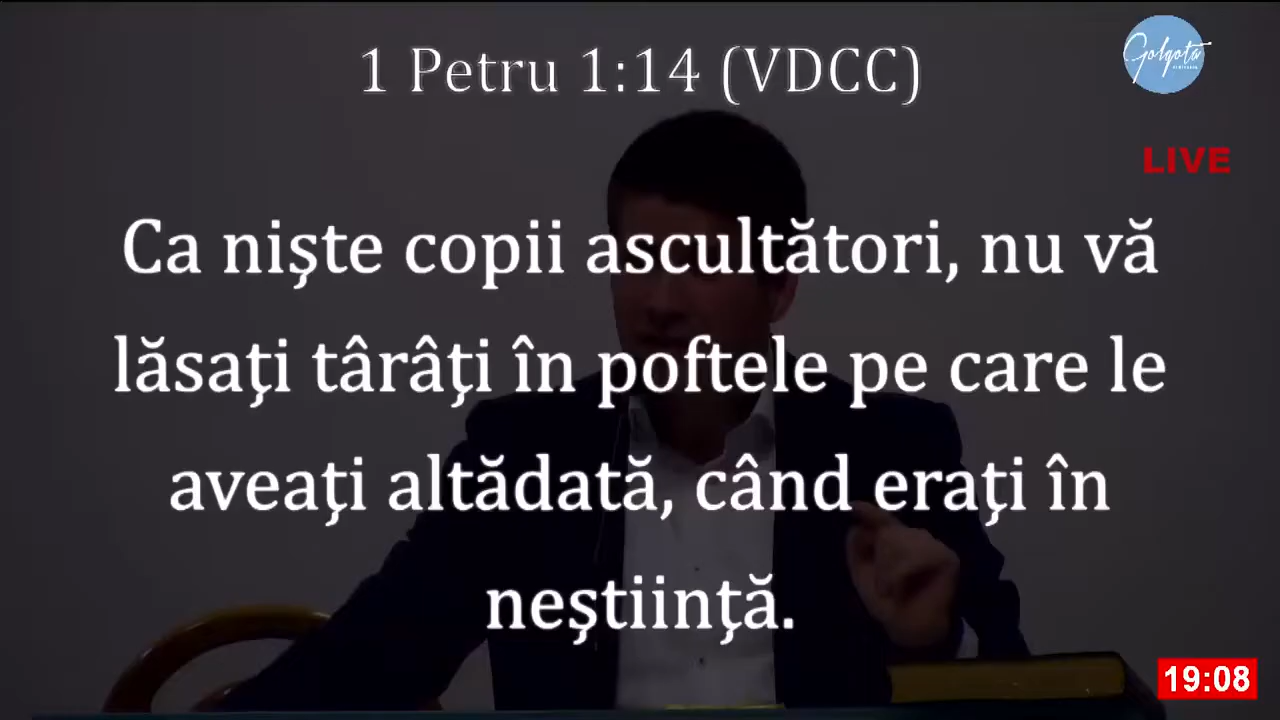 1 Petru 1:14 (VDCC)
Golgota
LIVE
Ca nişte copii ascultători, nu vă
lăsaţi târâţi în poftele pe care le
aveaţi altădată, când eraţi în
neştiinţă.
19:08